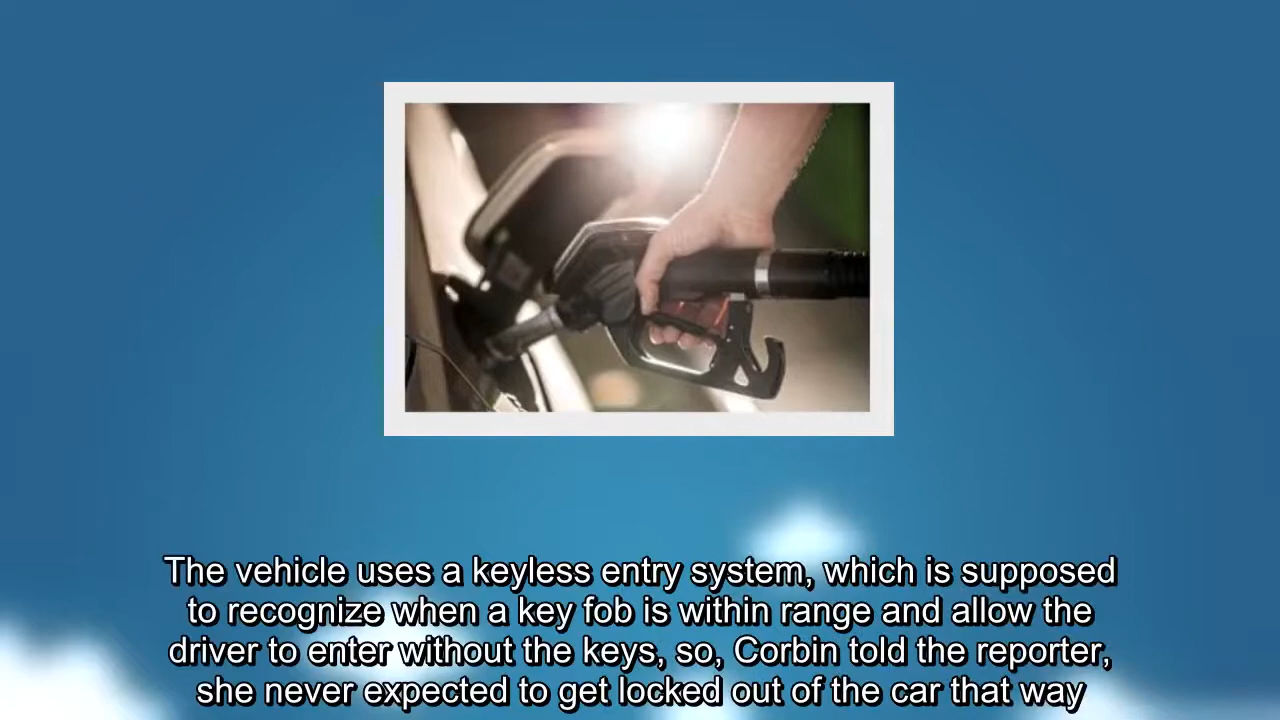 The vehicle uses a keyless entry system, which is supposed
to recognize when a key fob is within range and allow the
driver to enter without the keys, so, Corbin told the reporter,
she never expected to get locked out of the car that way